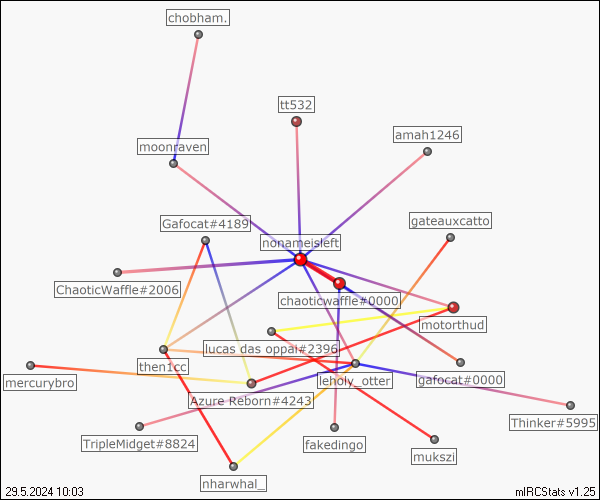 chobham.
tt532
amah1246
moonraven
Gafocat#4189
gateauxcatto
nonameisleft
ChaoticWaffle#2006
chaoticwaffle#0000
motorthud
lucas das oppai#2396
then1cc
mercurybro
leholy_otter
gafocat#0000
Azure Reborn#4243
Thinker#5995
TripleMidget#8824
fakedingo
mukszi
nharwhal_
29.5.2024 10:03
mIRCStats v1.25